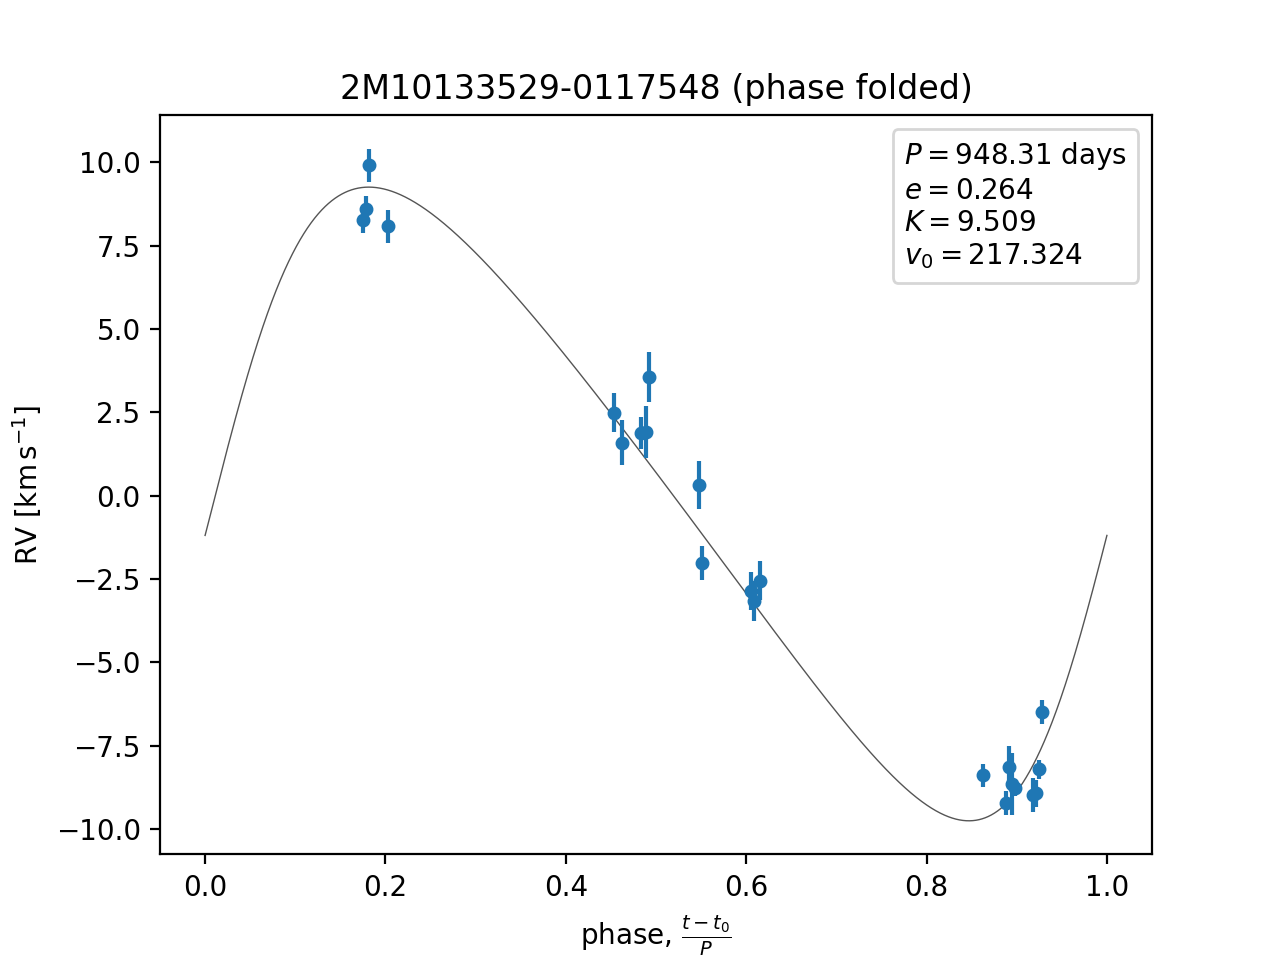 2M10133529-0117548 (phase folded)
P = 948.31 days
e = 0.264
K = 9.509
v₀ = 217.324
RV [km s⁻¹]
10.0
7.5
5.0
2.5
0.0
−2.5
−5.0
−7.5
−10.0
0.0 0.2 0.4 0.6 0.8 1.0
phase, (t − t₀)/P